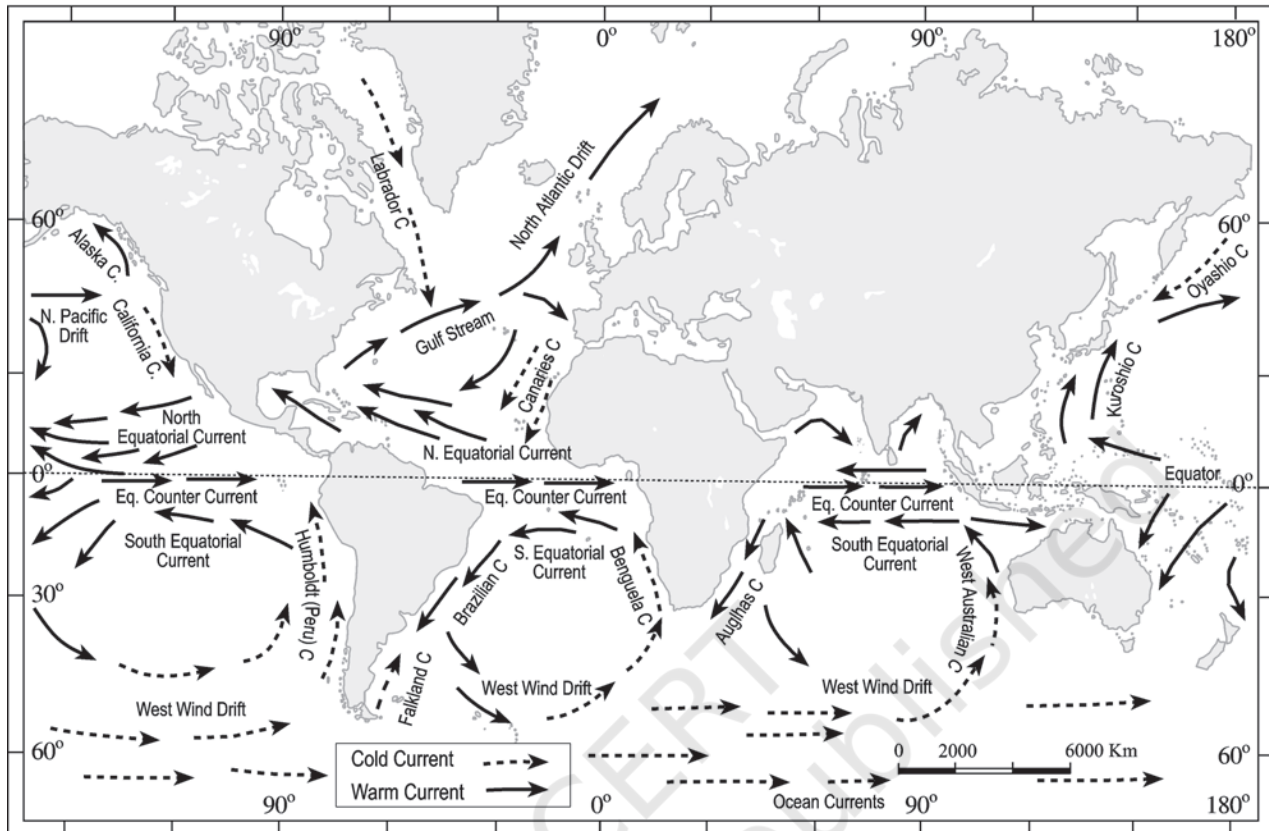 90°
0°
90°
180°
Labrador C
North Atlantic Drift
60°
60°
Alaska C.
Oyashio C
N. Pacific
Drift
California C.
Gulf Stream
Canaries C
Kuroshio C
North
Equatorial Current
N. Equatorial Current
0°
Equator
0°
Eq. Counter Current
Eq. Counter Current
Eq. Counter Current
South Equatorial
Current
Humboldt (Peru) C
Brazilian C
S. Equatorial
Current
Benguela C
Auglhas C
South Equatorial
Current
West Australian C
30°
30°
Falkland C
West Wind Drift
West Wind Drift
West Wind Drift
60°
60°
Cold Current
Warm Current
0
2000
6000 Km
Ocean Currents
90°
0°
90°
180°
CERT
published